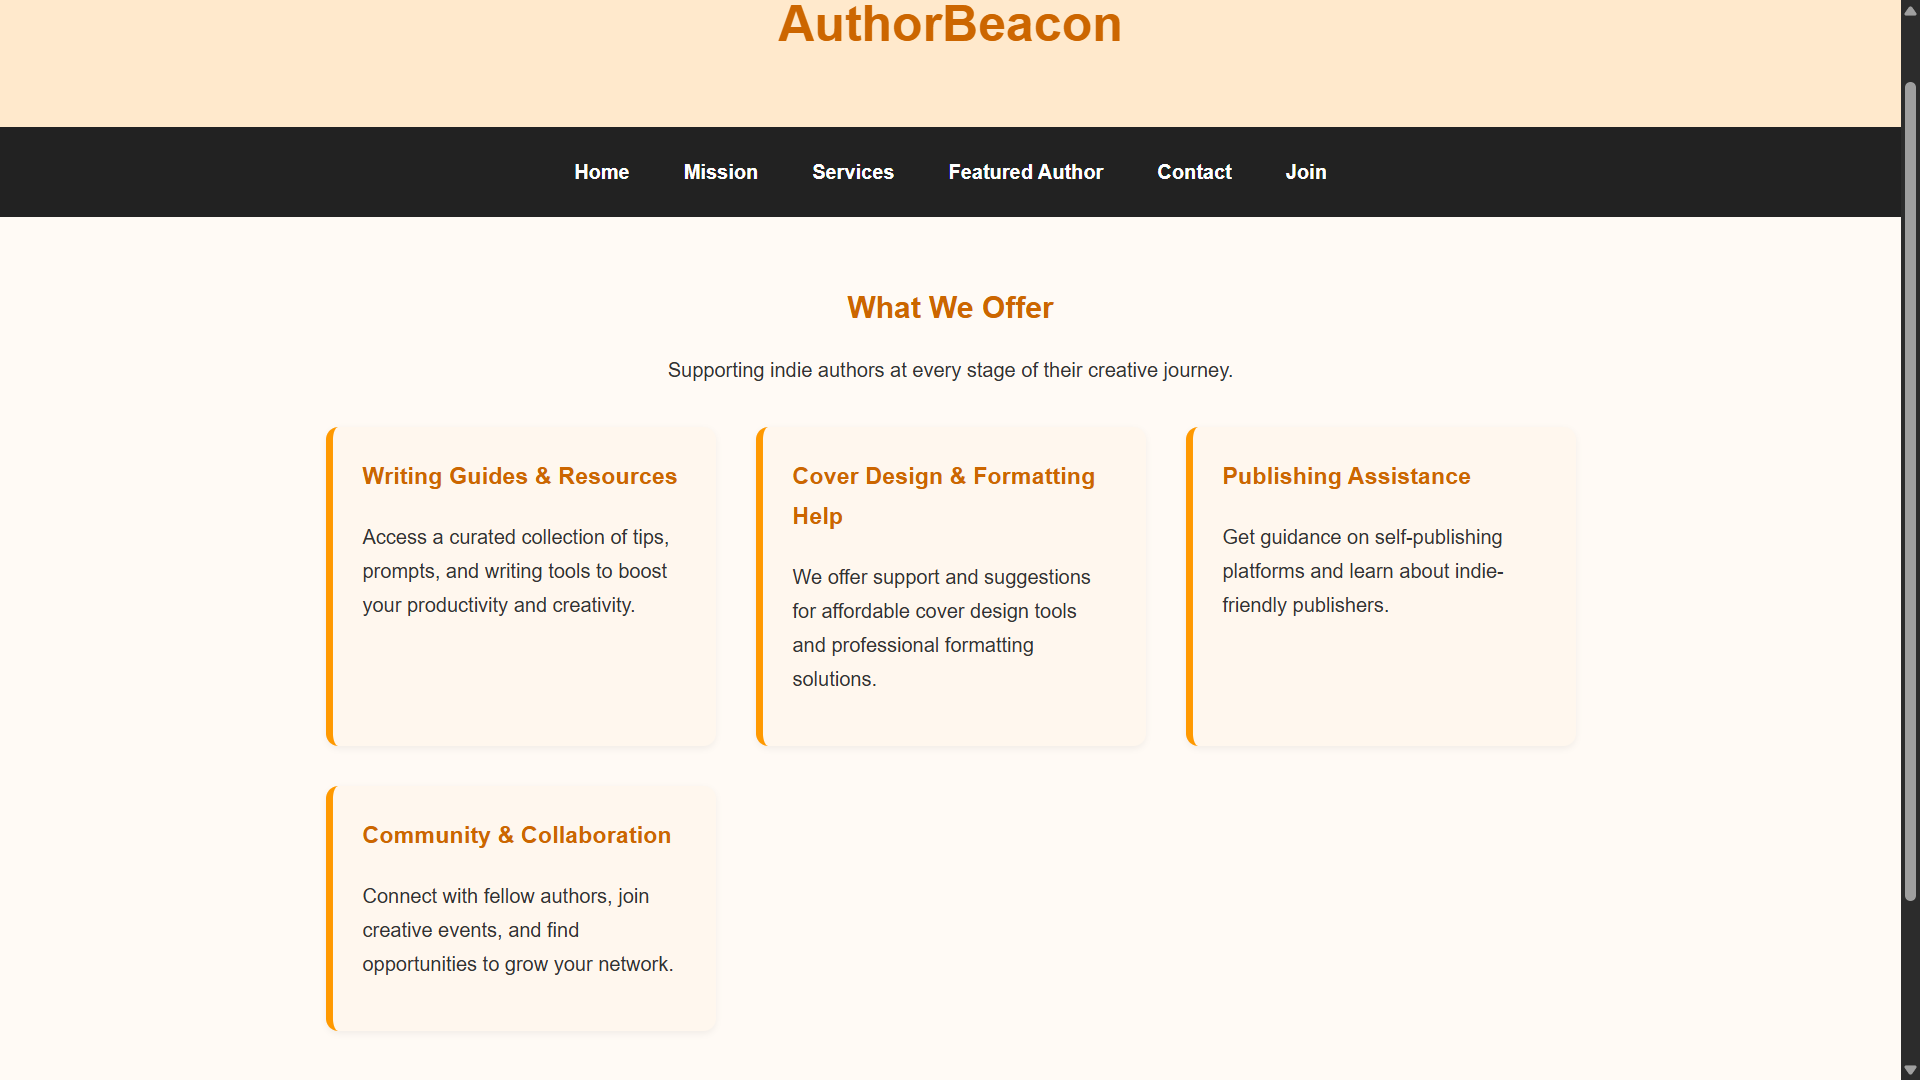 AuthorBeacon
Home Mission Services Featured Author Contact Join
What We Offer
Supporting indie authors at every stage of their creative journey.
Writing Guides & Resources
Access a curated collection of tips,
prompts, and writing tools to boost
your productivity and creativity.
Cover Design & Formatting
Help
We offer support and suggestions
for affordable cover design tools
and professional formatting
solutions.
Publishing Assistance
Get guidance on self-publishing
platforms and learn about indie-
friendly publishers.
Community & Collaboration
Connect with fellow authors, join
creative events, and find
opportunities to grow your network.